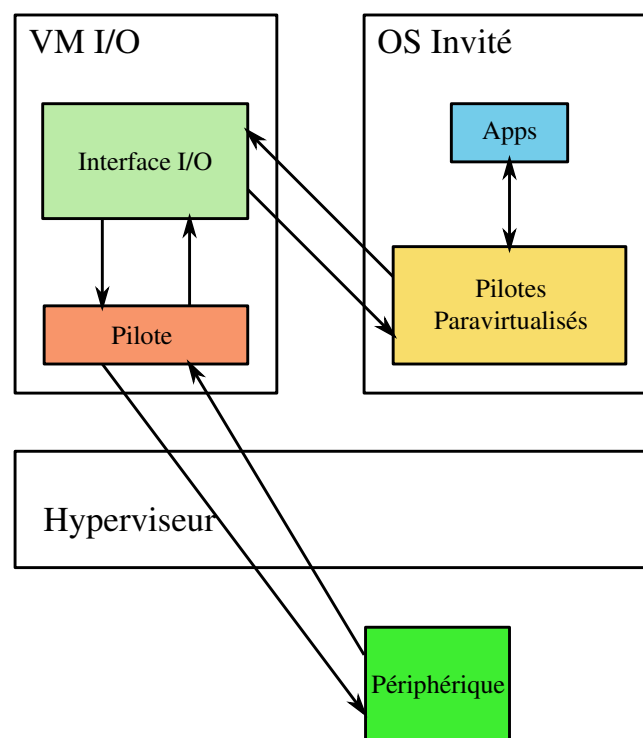 VM I/O
OS Invité
Interface I/O
Apps
Pilote
Pilotes
Paravirtualisés
Hyperviseur
Périphérique